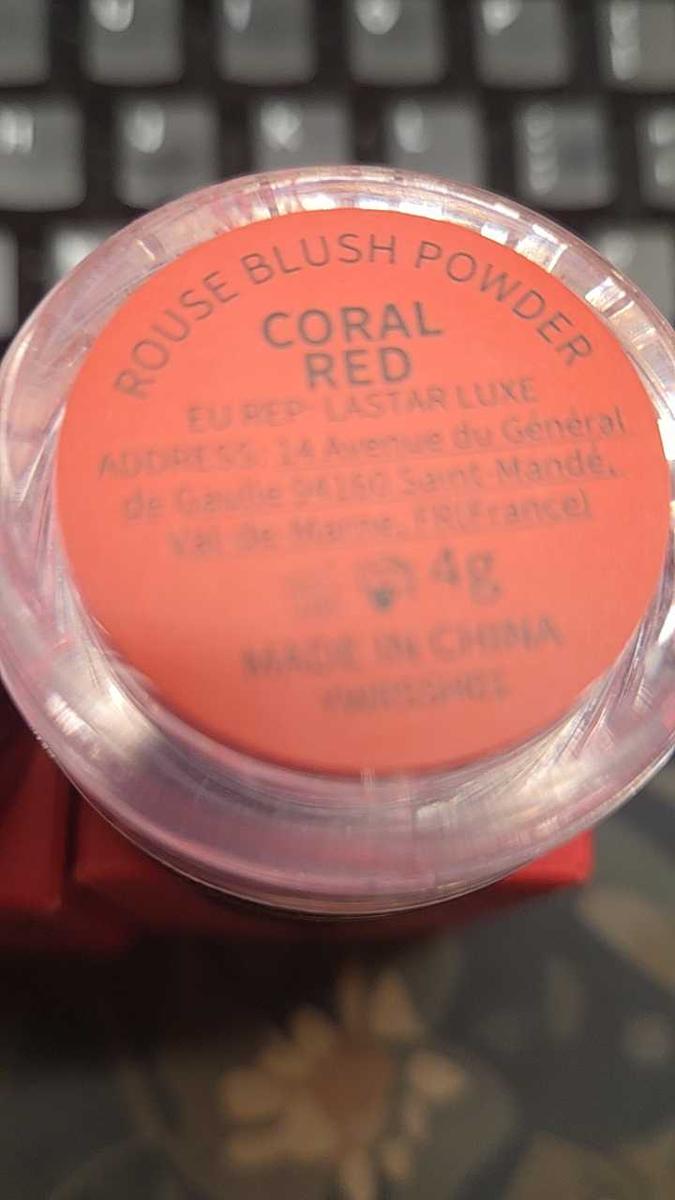 ROUSE BLUSH POWDER
CORAL
RED
EU REP: LASTAR LUXE
ADDRESS: 14 Avenue du Général
de Gaulle 94160 Saint-Mandé,
Val de Marne, FR(France)
4g
MADE IN CHINA